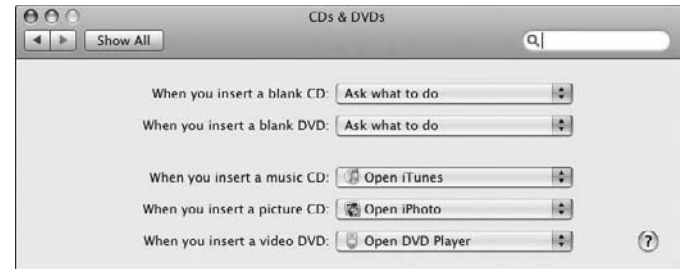 CDs & DVDs
Show All
When you insert a blank CD: Ask what to do
When you insert a blank DVD: Ask what to do
When you insert a music CD: Open iTunes
When you insert a picture CD: Open iPhoto
When you insert a video DVD: Open DVD Player
?